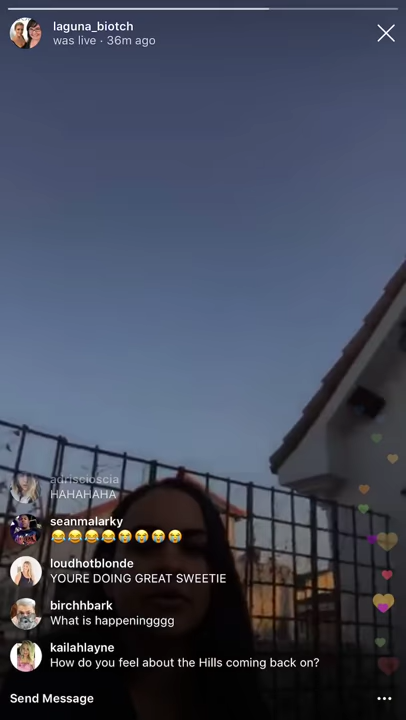 laguna_biotch
was live · 36m ago
adriscioscia
HAHAHAHA
seanmalarky
😂😂😂😂😭😭😭😭
loudhotblonde
YOURE DOING GREAT SWEETIE
birchhbark
What is happeningggg
kailahlayne
How do you feel about the Hills coming back on?
Send Message